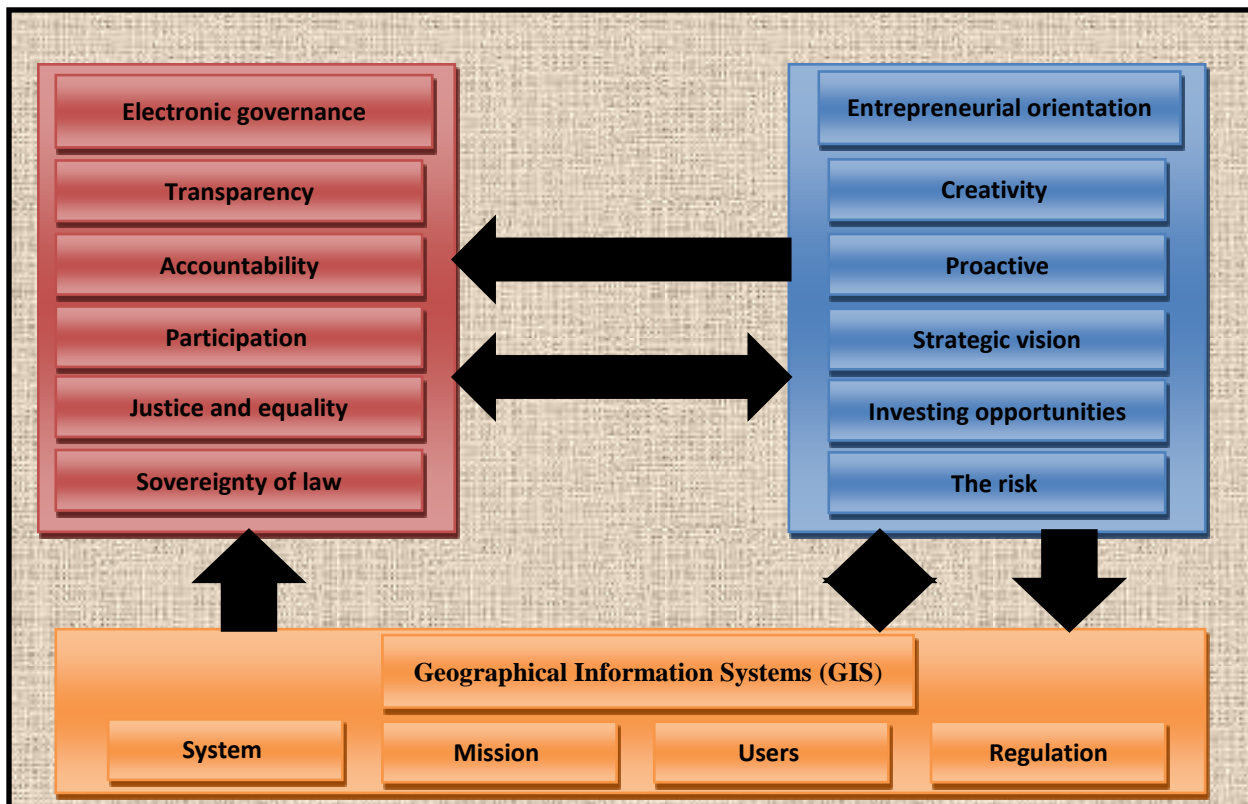 Electronic governance
Transparency
Accountability
Participation
Justice and equality
Sovereignty of law
Entrepreneurial orientation
Creativity
Proactive
Strategic vision
Investing opportunities
The risk
Geographical Information Systems (GIS)
System
Mission
Users
Regulation